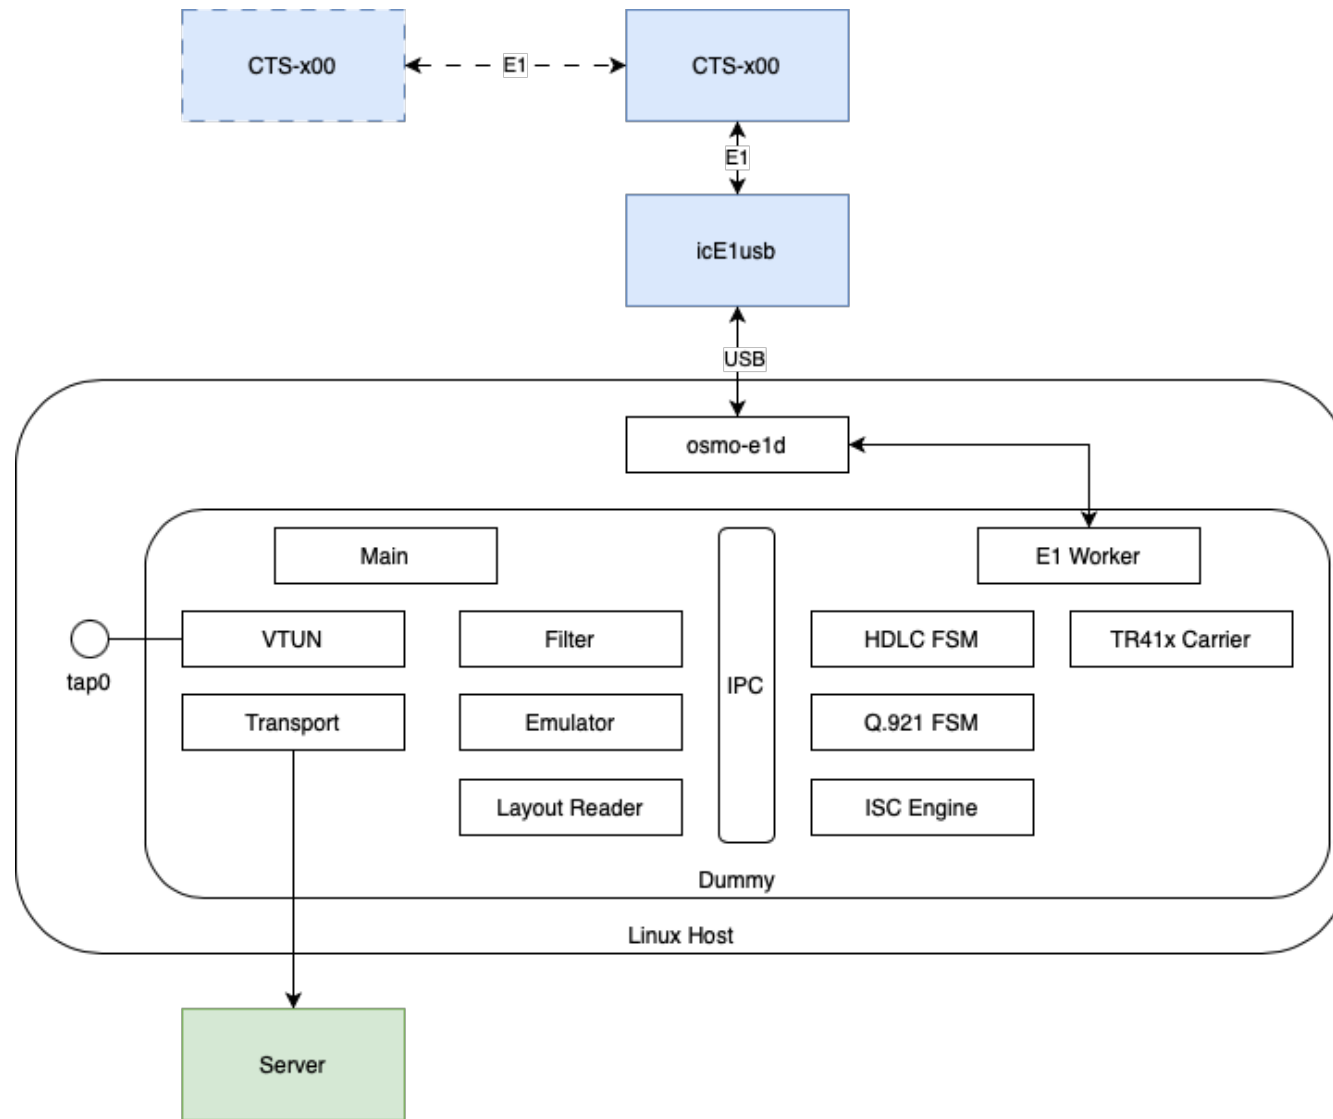 CTS-x00
E1
CTS-x00
E1
icE1usb
USB
osmo-e1d
Main
E1 Worker
VTUN
Filter
HDLC FSM
TR41x Carrier
tap0
IPC
Transport
Emulator
Q.921 FSM
Layout Reader
ISC Engine
Dummy
Linux Host
Server